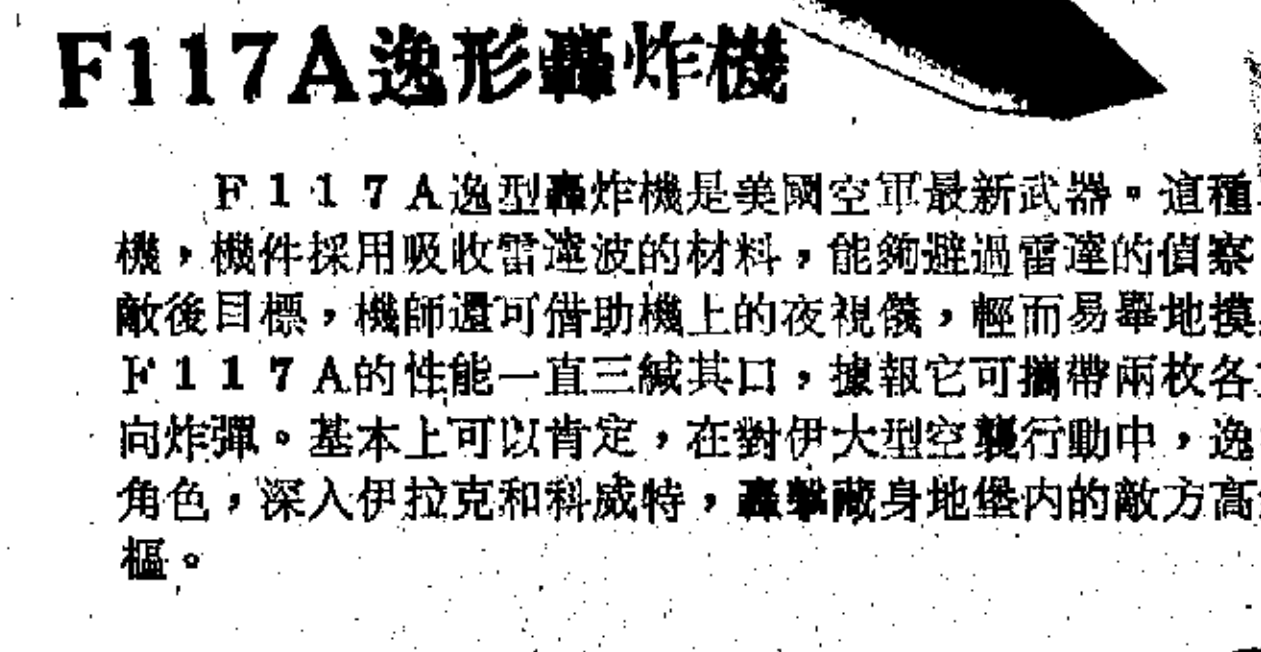 F117A逸形轟炸機
F117A逸型轟炸機是美國空軍最新武器。這種
機，機件採用吸收雷達波的材料，能夠避過雷達的偵察
敵後目標，機師還可借助機上的夜視儀，輕而易舉地摸
F117A的性能一直三緘其口，據報它可攜帶兩枚各
向炸彈。基本上可以肯定，在對伊大型空襲行動中，逸
角色，深入伊拉克和科威特，轟擊藏身地堡内的敵方高
樞。